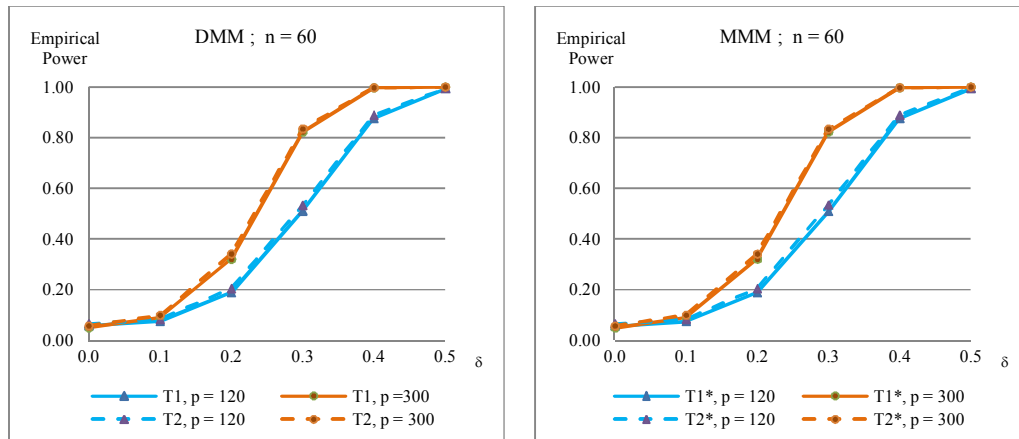 DMM ; n = 60
Empirical
Power
1.00
0.80
0.60
0.40
0.20
0.00
0.0 0.1 0.2 0.3 0.4 0.5 δ
T1, p = 120 T1, p =300
T2, p = 120 T2, p = 300
MMM ; n = 60
Empirical
Power
1.00
0.80
0.60
0.40
0.20
0.00
0.0 0.1 0.2 0.3 0.4 0.5 δ
T1*, p = 120 T1*, p = 300
T2*, p = 120 T2*, p = 300